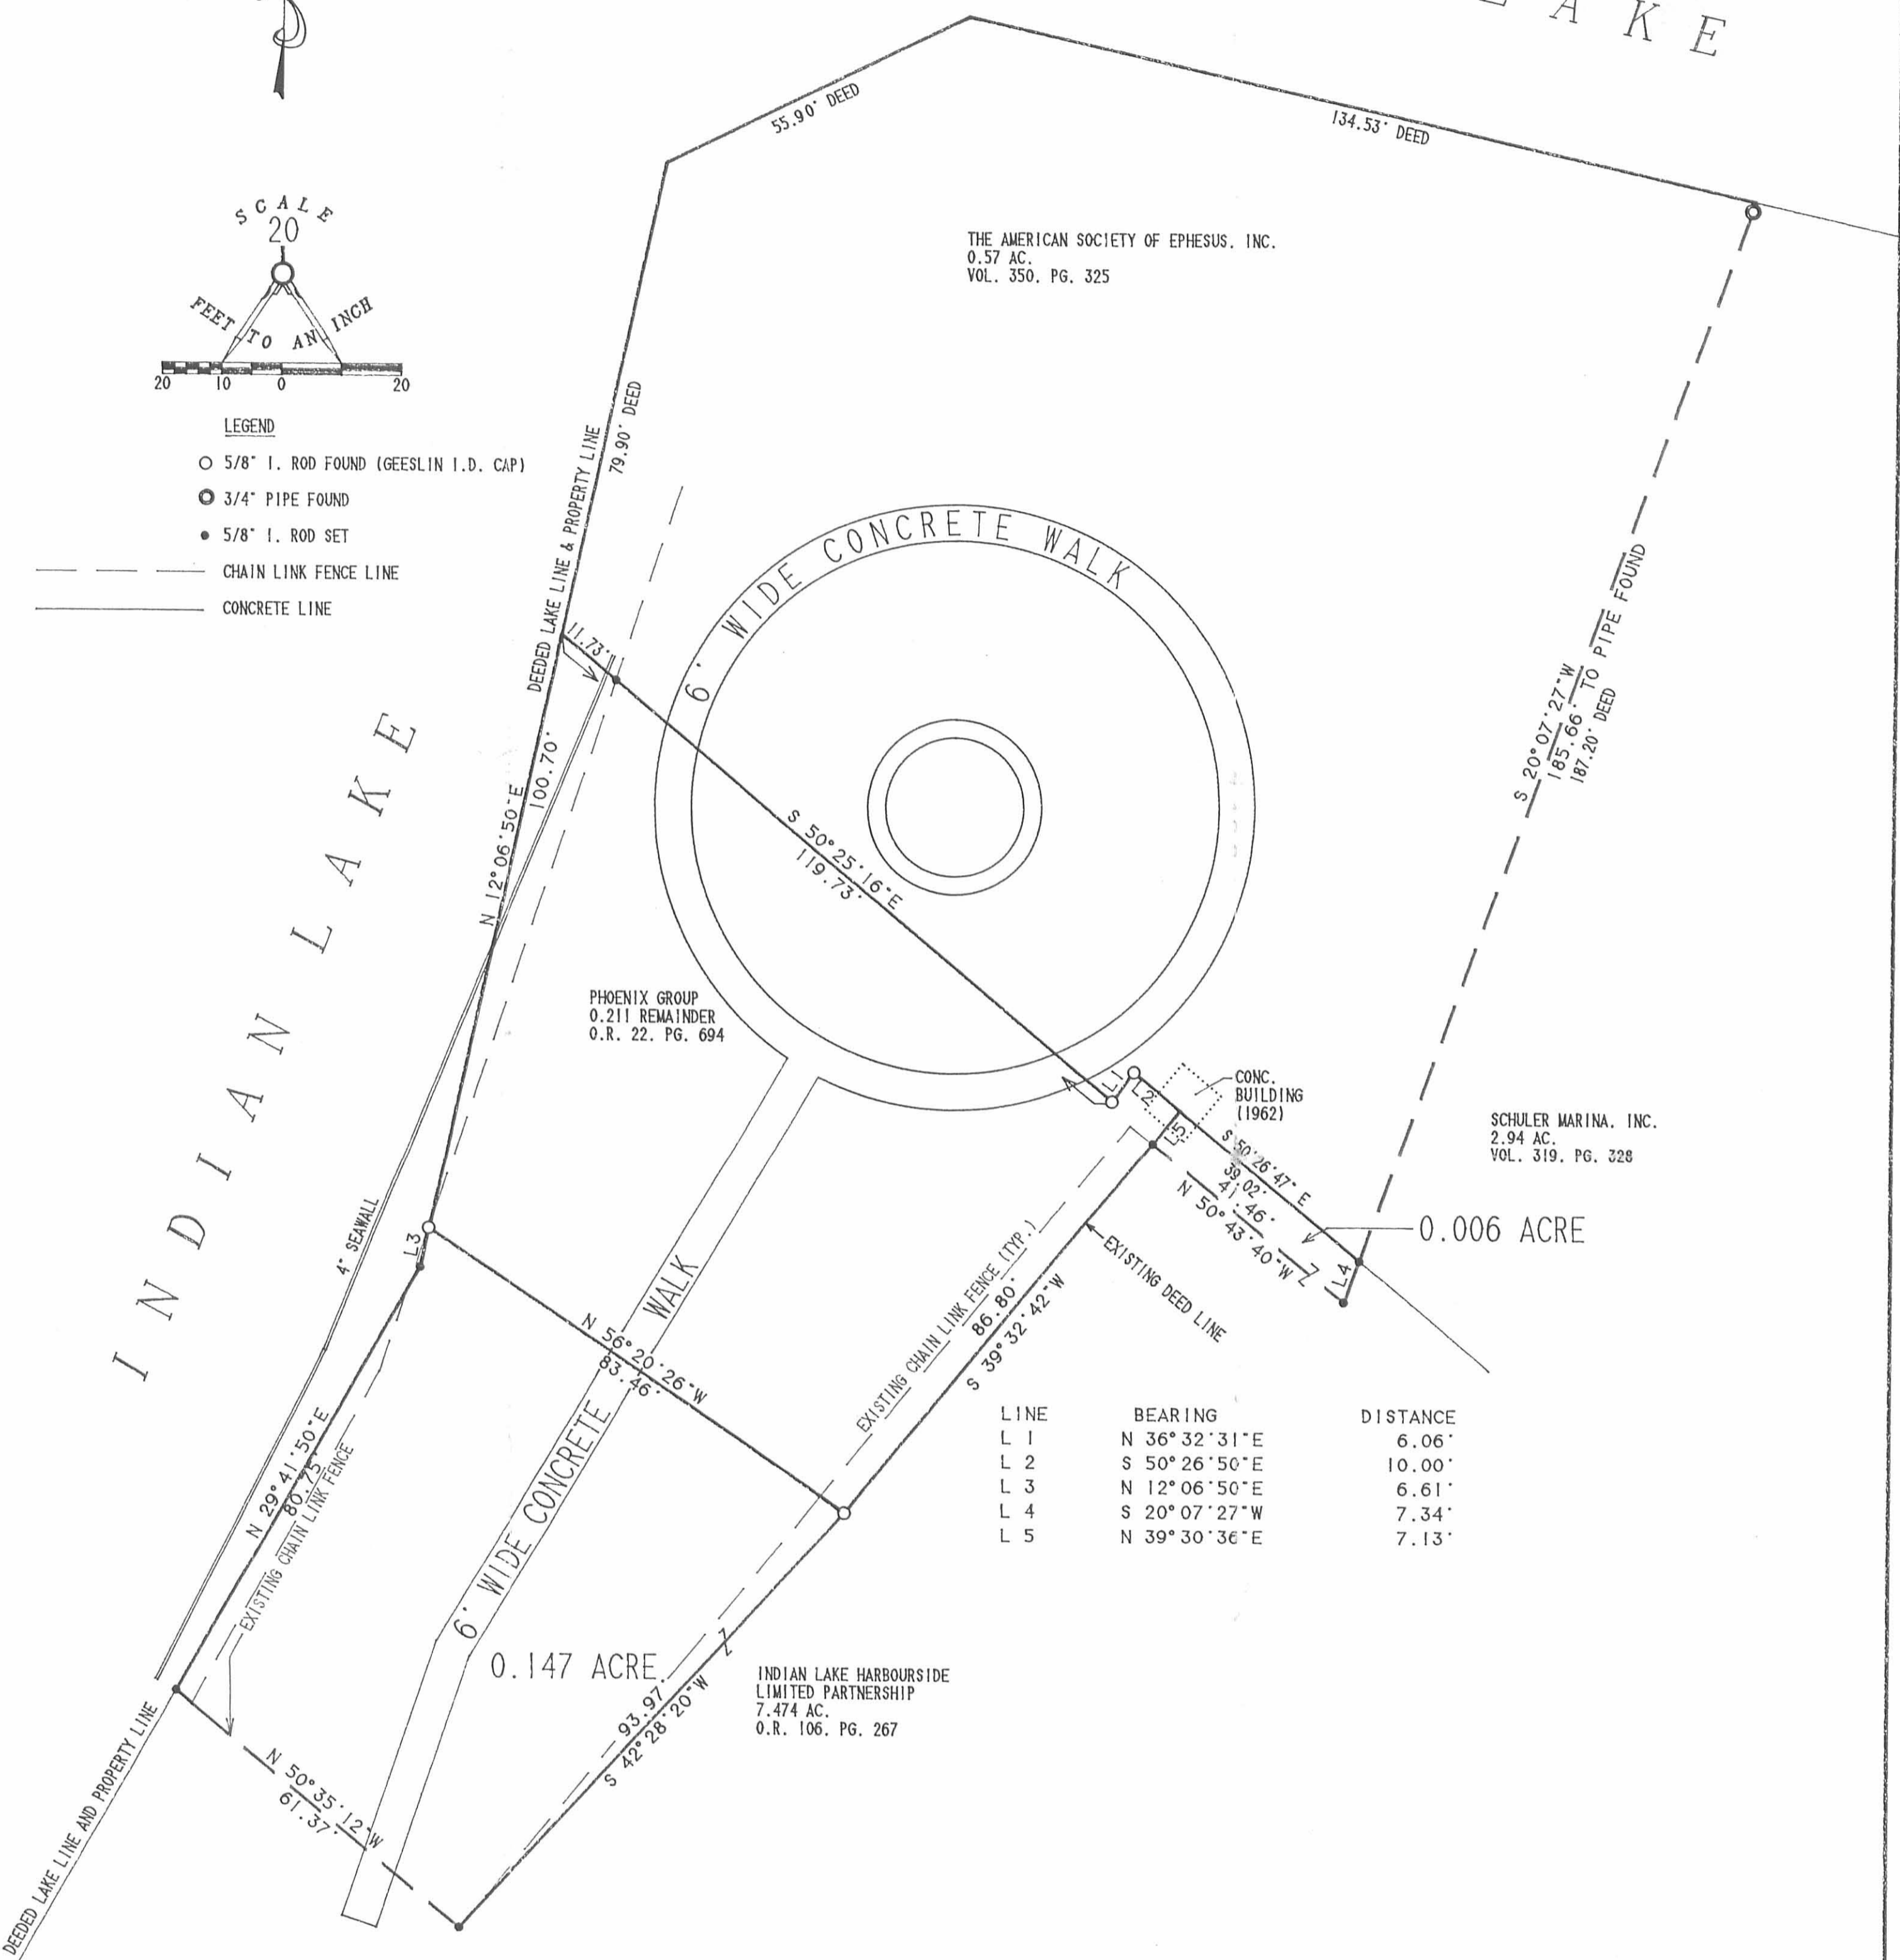 LAKE
55.90' DEED
134.53' DEED
SCALE
20
FEET TO AN INCH
20 10 0 20
THE AMERICAN SOCIETY OF EPHESUS, INC.
0.57 AC.
VOL. 350, PG. 325
LEGEND
5/8" I. ROD FOUND (GEESLIN I.D. CAP)
3/4" PIPE FOUND
5/8" I. ROD SET
CHAIN LINK FENCE LINE
CONCRETE LINE
DEEDED LAKE LINE & PROPERTY LINE
79.90' DEED
6' WIDE CONCRETE WALK
11.73'
S 20°07'27"W
185.66' TO PIPE FOUND
187.20' DEED
INDIAN LAKE
N 12°06'50"E
100.70'
S 50°25'16"E
119.73'
PHOENIX GROUP
0.211 REMAINDER
O.R. 22, PG. 694
L1
L2
L5
CONC.
BUILDING
(1962)
SCHULER MARINA, INC.
2.94 AC.
VOL. 319, PG. 328
S 50°26'47"E
39.02'
41.46'
N 50°43'40"W
L4
0.006 ACRE
4" SEAWALL
L3
EXISTING CHAIN LINK FENCE (TYP.)
86.80'
S 39°32'42"W
EXISTING DEED LINE
N 56°20'26"W
83.46'
LINE BEARING DISTANCE
L 1 N 36°32'31"E 6.06'
L 2 S 50°26'50"E 10.00'
L 3 N 12°06'50"E 6.61'
L 4 S 20°07'27"W 7.34'
L 5 N 39°30'36"E 7.13'
N 29°41'50"E
80.75'
EXISTING CHAIN LINK FENCE
6' WIDE CONCRETE WALK
0.147 ACRE
93.97'
S 42°28'20"W
INDIAN LAKE HARBOURSIDE
LIMITED PARTNERSHIP
7.474 AC.
O.R. 106, PG. 267
DEEDED LAKE LINE AND PROPERTY LINE
N 50°35'12"W
61.37'